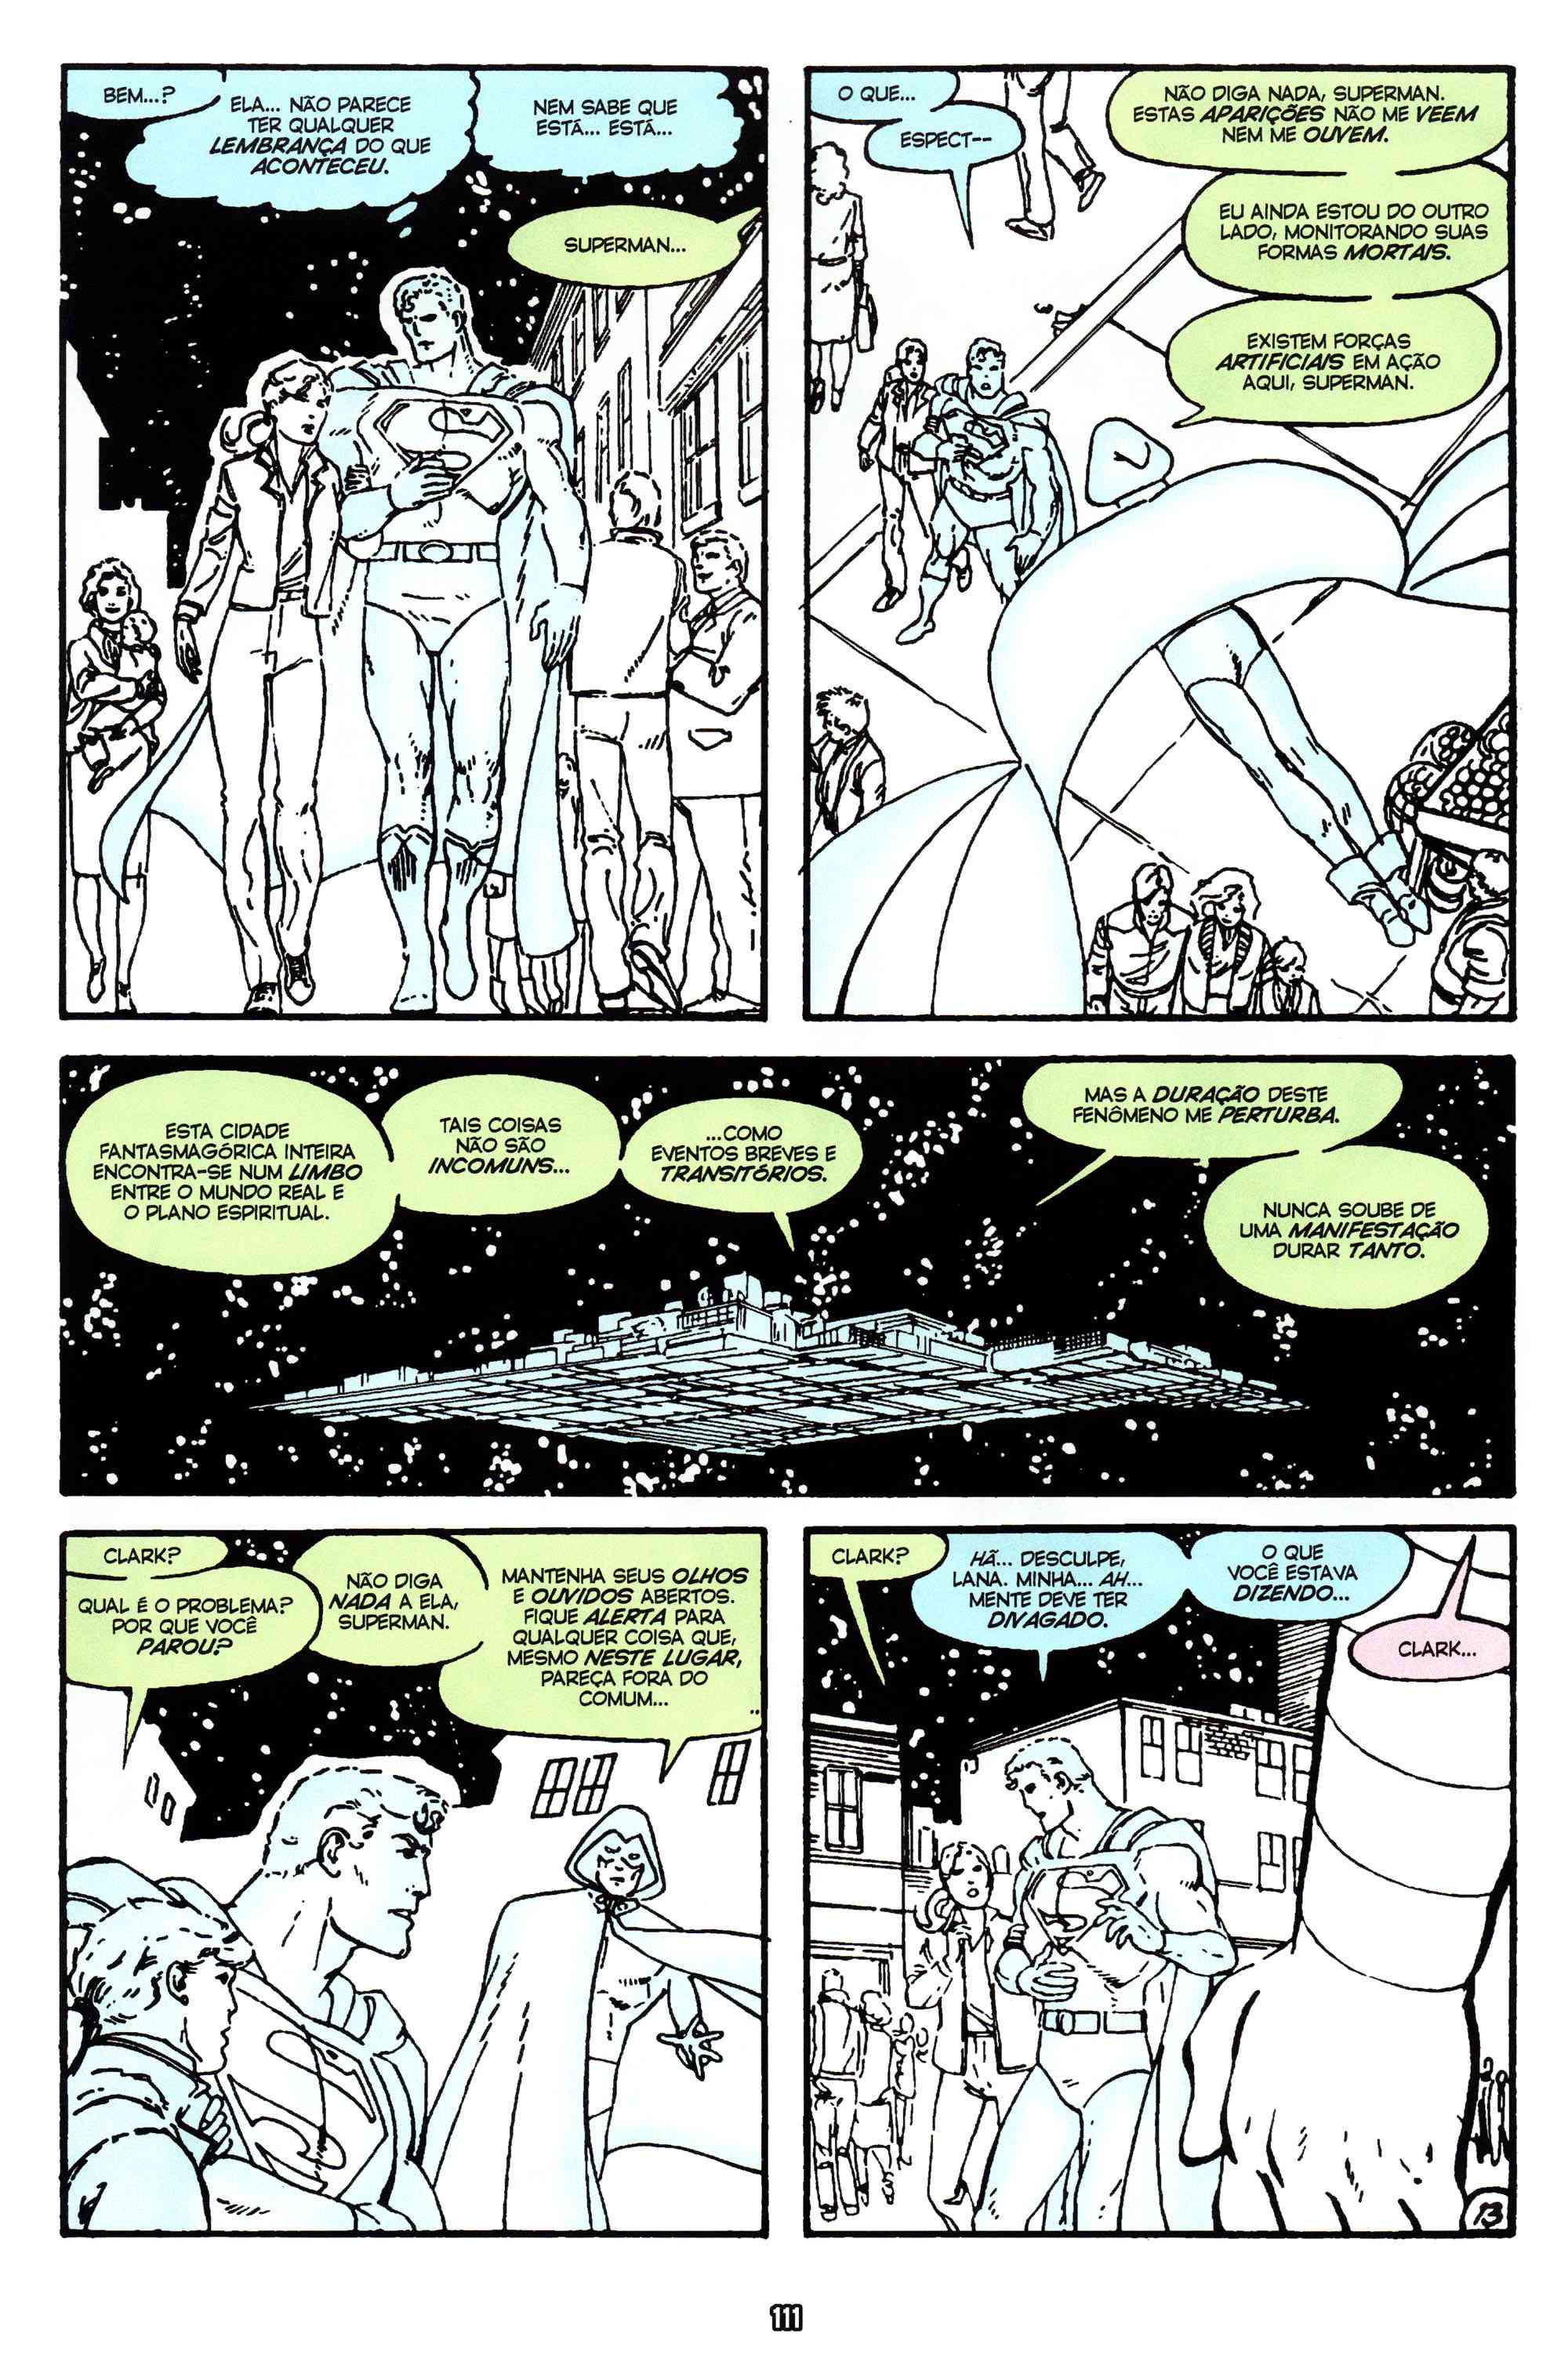 BEM...?
ELA... NÃO PARECE
TER QUALQUER
LEMBRANÇA DO QUE
ACONTECEU.
NEM SABE QUE
ESTÁ... ESTÁ...
SUPERMAN...
O QUE...
ESPECT--
NÃO DIGA NADA, SUPERMAN.
ESTAS APARIÇÕES NÃO ME VEEM
NEM ME OUVEM.
EU AINDA ESTOU DO OUTRO
LADO, MONITORANDO SUAS
FORMAS MORTAIS.
EXISTEM FORÇAS
ARTIFICIAIS EM AÇÃO
AQUI, SUPERMAN.
ESTA CIDADE
FANTASMAGÓRICA INTEIRA
ENCONTRA-SE NUM LIMBO
ENTRE O MUNDO REAL E
O PLANO ESPIRITUAL.
TAIS COISAS
NÃO SÃO
INCOMUNS...
...COMO
EVENTOS BREVES E
TRANSITÓRIOS.
MAS A DURAÇÃO DESTE
FENÔMENO ME PERTURBA.
NUNCA SOUBE DE
UMA MANIFESTAÇÃO
DURAR TANTO.
CLARK?
QUAL É O PROBLEMA?
POR QUE VOCÊ
PAROU?
NÃO DIGA
NADA A ELA,
SUPERMAN.
MANTENHA SEUS OLHOS
E OUVIDOS ABERTOS.
FIQUE ALERTA PARA
QUALQUER COISA QUE,
MESMO NESTE LUGAR,
PAREÇA FORA DO
COMUM...
CLARK?
HÃ... DESCULPE,
LANA. MINHA... AH...
MENTE DEVE TER
DIVAGADO.
O QUE
VOCÊ ESTAVA
DIZENDO...
CLARK...
13
111